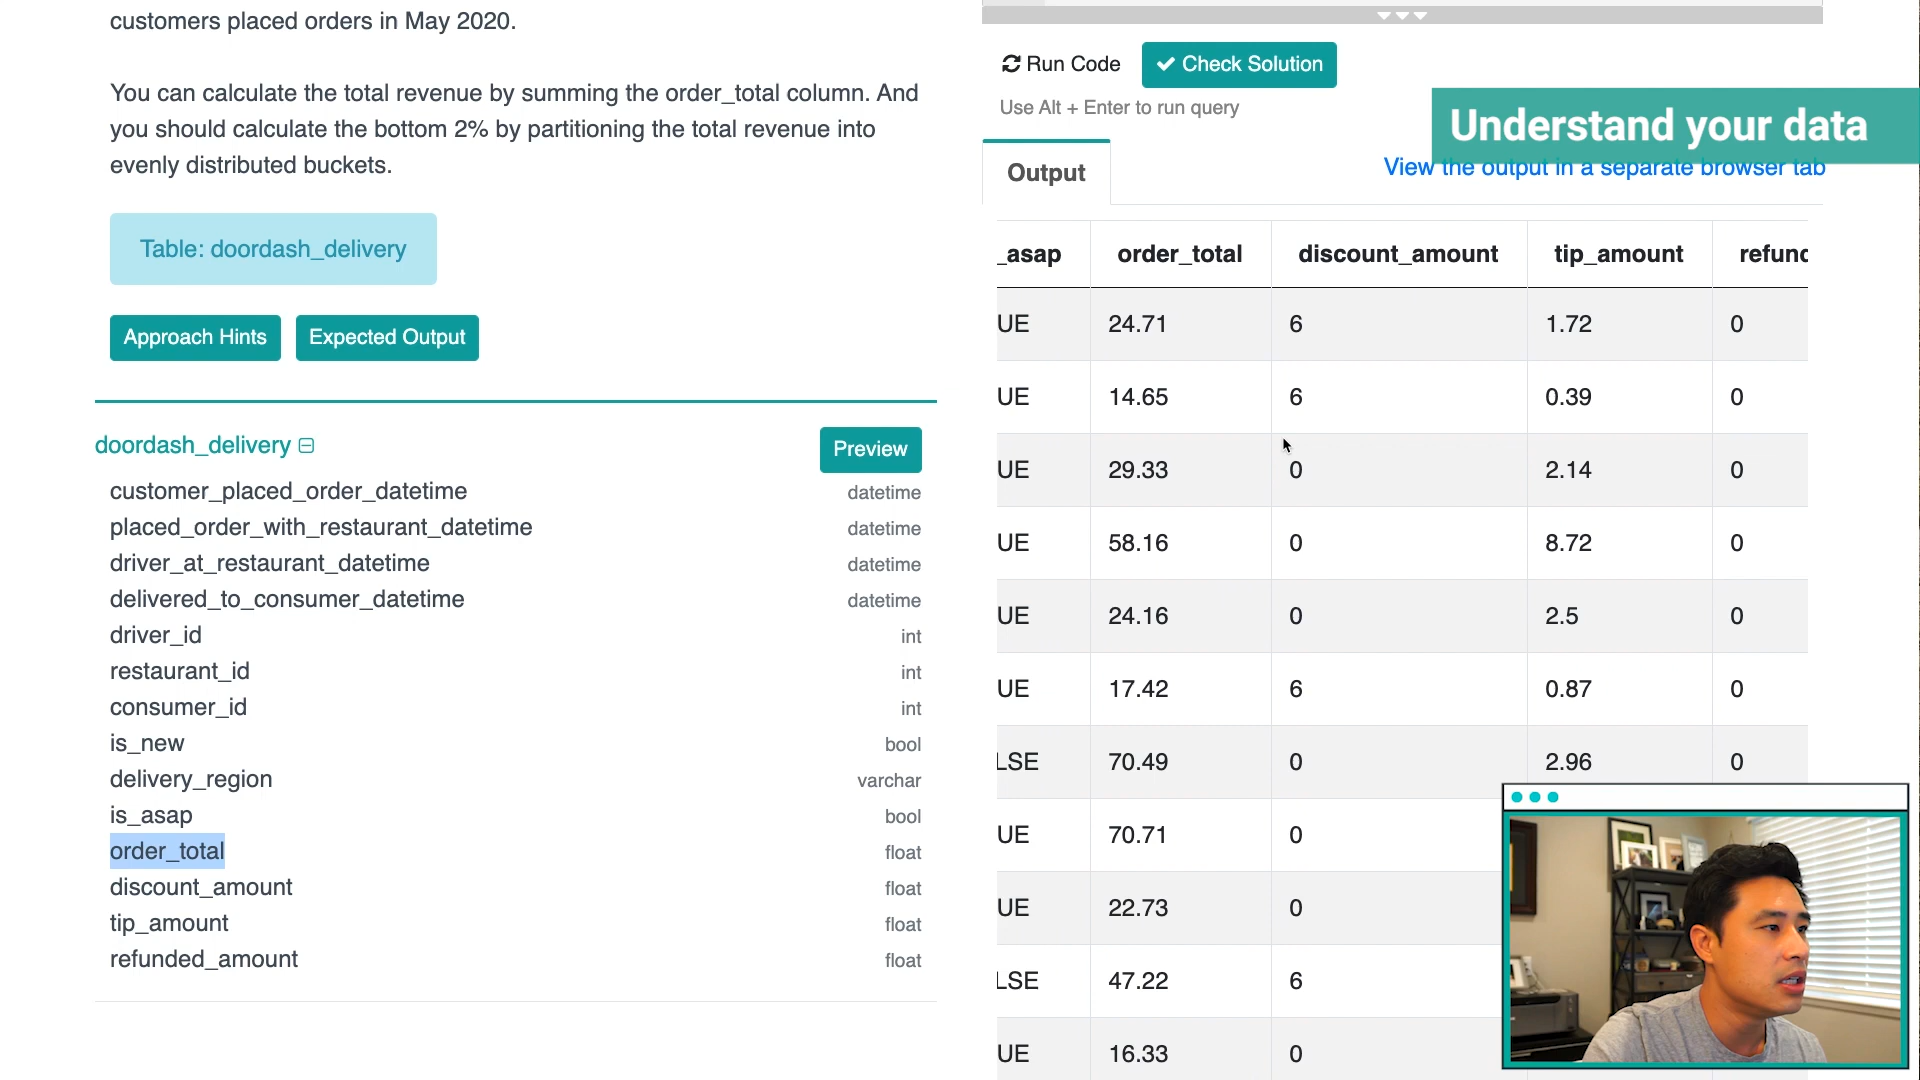 customers placed orders in May 2020.
You can calculate the total revenue by summing the order_total column. And
you should calculate the bottom 2% by partitioning the total revenue into
evenly distributed buckets.
Table: doordash_delivery
Approach Hints Expected Output
doordash_delivery
Preview
customer_placed_order_datetime datetime
placed_order_with_restaurant_datetime datetime
driver_at_restaurant_datetime datetime
delivered_to_consumer_datetime datetime
driver_id int
restaurant_id int
consumer_id int
is_new bool
delivery_region varchar
is_asap bool
order_total float
discount_amount float
tip_amount float
refunded_amount float
Run Code Check Solution
Use Alt + Enter to run query
Understand your data
Output
View the output in a separate browser tab
_asap order_total discount_amount tip_amount refund
UE 24.71 6 1.72 0
UE 14.65 6 0.39 0
UE 29.33 0 2.14 0
UE 58.16 0 8.72 0
UE 24.16 0 2.5 0
UE 17.42 6 0.87 0
LSE 70.49 0 2.96 0
UE 70.71 0
UE 22.73 0
LSE 47.22 6
UE 16.33 0